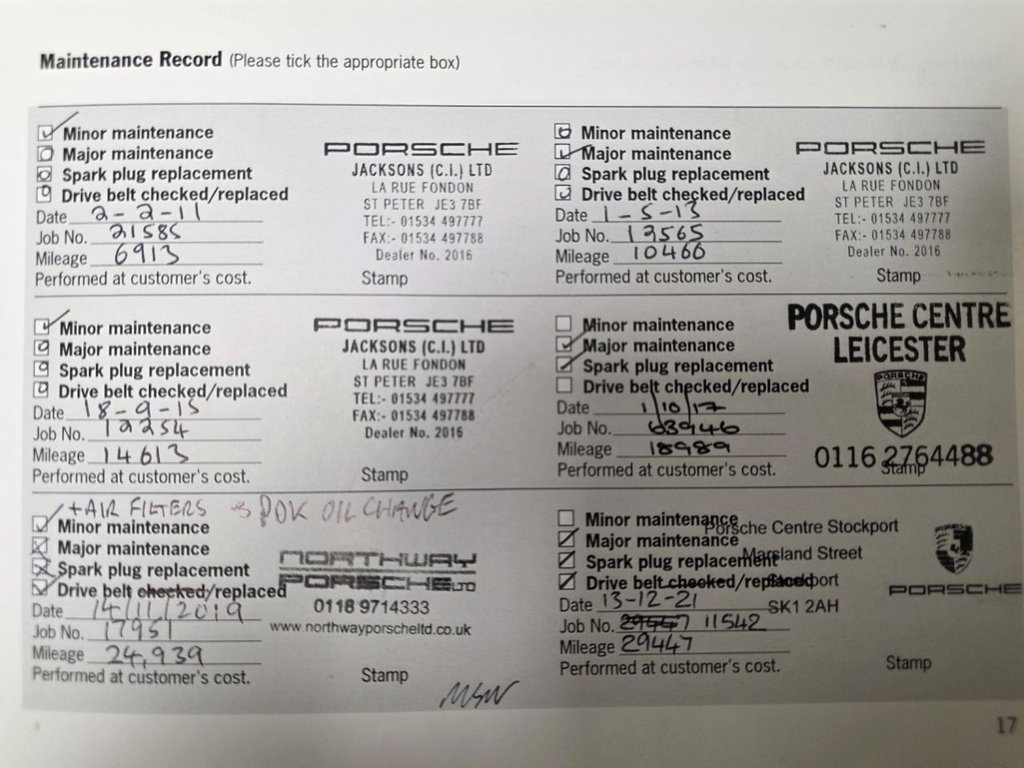 Maintenance Record (Please tick the appropriate box)
Minor maintenance
Major maintenance
Spark plug replacement
Drive belt checked/replaced
Date 2-2-11
Job No. 21585
Mileage 6913
Performed at customer's cost.
PORSCHE
JACKSONS (C.I.) LTD
LA RUE FONDON
ST PETER JE3 7BF
TEL:- 01534 497777
FAX:- 01534 497788
Dealer No. 2016
Stamp
Minor maintenance
Major maintenance
Spark plug replacement
Drive belt checked/replaced
Date 1-5-13
Job No. 12565
Mileage 10460
Performed at customer's cost.
PORSCHE
JACKSONS (C.I.) LTD
LA RUE FONDON
ST PETER JE3 7BF
TEL:- 01534 497777
FAX:- 01534 497788
Dealer No. 2016
Stamp
Minor maintenance
Major maintenance
Spark plug replacement
Drive belt checked/replaced
Date 18-9-15
Job No. 12254
Mileage 14613
Performed at customer's cost.
PORSCHE
JACKSONS (C.I.) LTD
LA RUE FONDON
ST PETER JE3 7BF
TEL:- 01534 497777
FAX:- 01534 497788
Dealer No. 2016
Stamp
Minor maintenance
Major maintenance
Spark plug replacement
Drive belt checked/replaced
Date 1/10/17
Job No. 63946
Mileage 18989
Performed at customer's cost.
PORSCHE CENTRE
LEICESTER
PORSCHE
0116 2764488
Stamp
+AIR FILTERS → PDK OIL CHANGE
Minor maintenance
Major maintenance
Spark plug replacement
Drive belt checked/replaced
Date 14/11/2019
Job No. 17951
Mileage 24,939
Performed at customer's cost.
NORTHWAY
PORSCHE LTD
0118 9714333
www.northwayporscheltd.co.uk
Stamp
Minor maintenance
Major maintenance
Spark plug replacement
Drive belt checked/replaced
Date 13-12-21
Job No. 29447 11542
Mileage 29447
Performed at customer's cost.
Porsche Centre Stockport
Marsland Street
Stockport
SK1 2AH
PORSCHE
Stamp
17